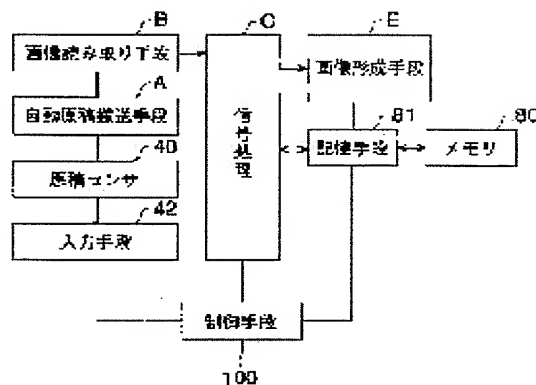 B
画像読み取り手段
A
自動原稿搬送手段
40
原稿センサ
42
入力手段
C
信号処理
E
画像形成手段
81
記憶手段
80
メモリ
制御手段
100